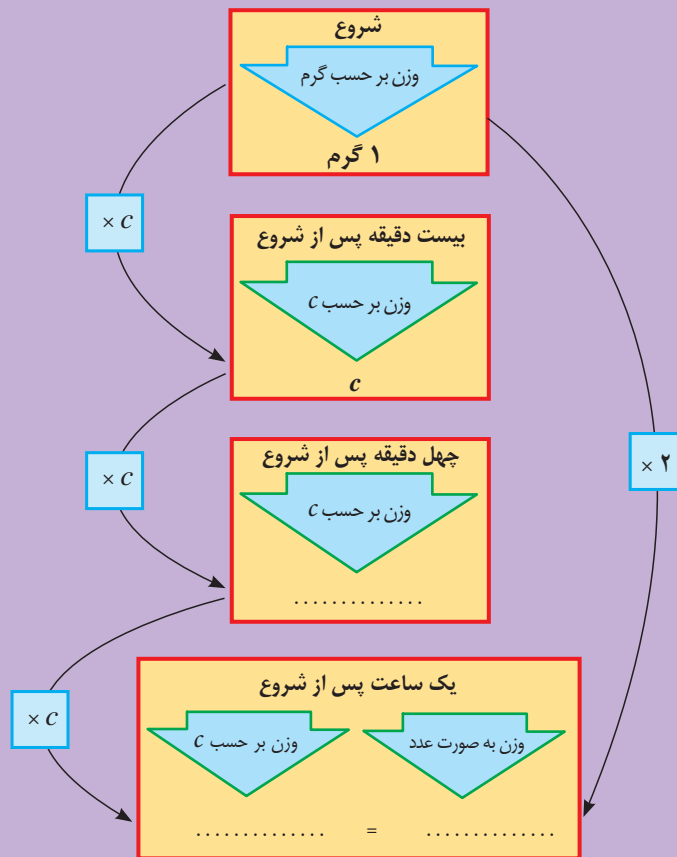 شروع
وزن بر حسب گرم
۱ گرم
× c
بیست دقیقه پس از شروع
وزن بر حسب c
c
× c
چهل دقیقه پس از شروع
وزن بر حسب c
..............
× ۲
یک ساعت پس از شروع
× c
وزن بر حسب c
وزن به صورت عدد
.............. = ..............